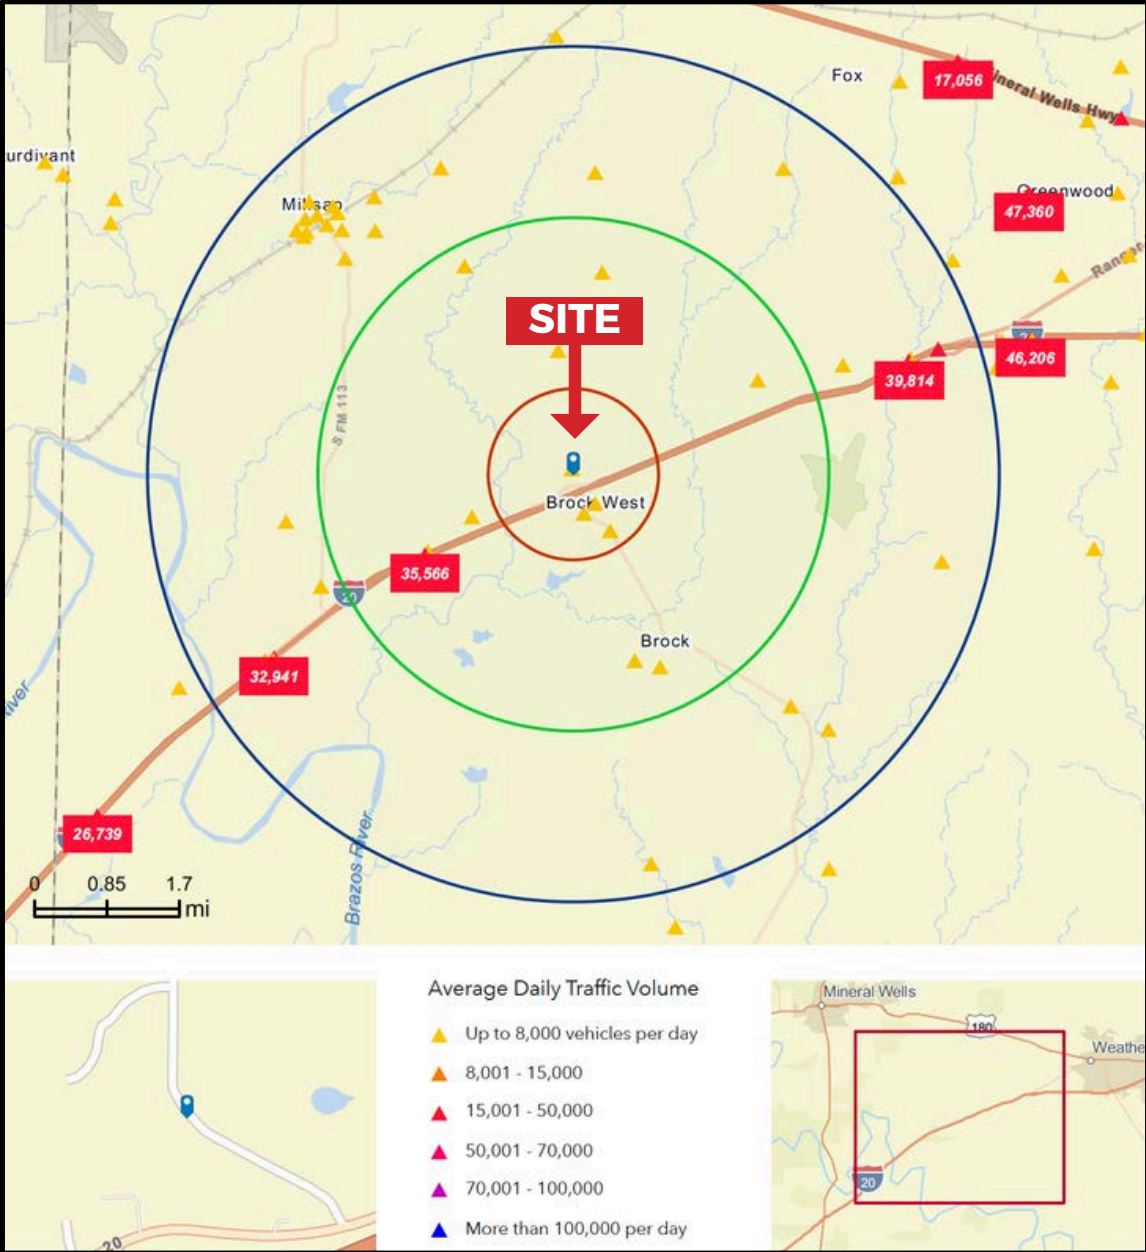 Fox
17,056
ineral Wells Hwy
urdivant
Greenwood
47,360
Millsap
SITE
46,206
39,814
S FM 113
Brock West
35,566
20
Brock
32,941
26,739
0 0.85 1.7
mi
Brazos River
River
Average Daily Traffic Volume
Up to 8,000 vehicles per day
8,001 - 15,000
15,001 - 50,000
50,001 - 70,000
70,001 - 100,000
More than 100,000 per day
20
Mineral Wells
180
Weathe
20